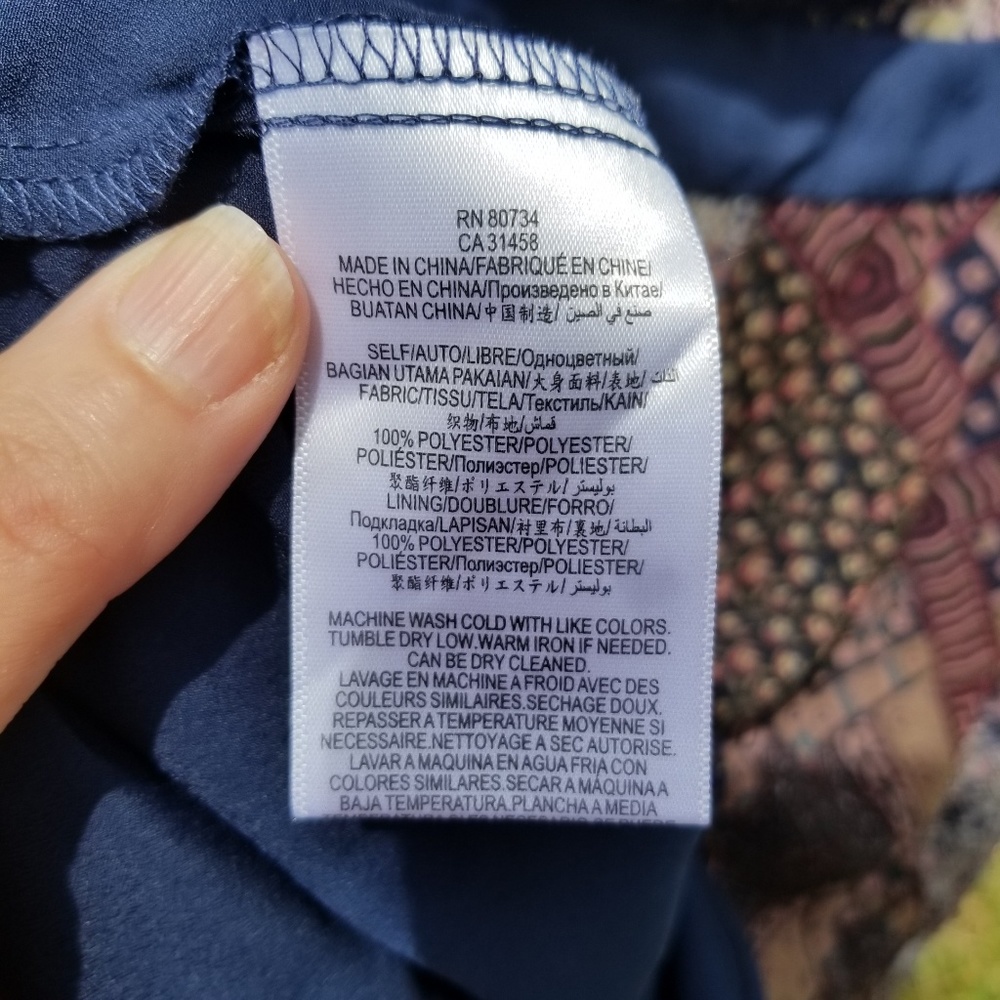 RN 80734
CA 31458
MADE IN CHINA/FABRIQUÉ EN CHINE/
HECHO EN CHINA/Произведено в Китае/
BUATAN CHINA/中国制造/ صنع في الصين
SELF/AUTO/LIBRE/Одноцветный/
BAGIAN UTAMA PAKAIAN/大身面料/表地/
FABRIC/TISSU/TELA/Текстиль/KAIN/
织物/布地/قماش
100% POLYESTER/POLYESTER/
POLIÉSTER/Полиэстер/POLIESTER/
聚酯纤维/ポリエステル/ بوليستر
LINING/DOUBLURE/FORRO/
Подкладка/LAPISAN/衬里布/裏地/البطانة
100% POLYESTER/POLYESTER/
POLIÉSTER/Полиэстер/POLIESTER/
聚酯纤维/ポリエステル/ بوليستر
MACHINE WASH COLD WITH LIKE COLORS.
TUMBLE DRY LOW.WARM IRON IF NEEDED.
CAN BE DRY CLEANED.
LAVAGE EN MACHINE A FROID AVEC DES
COULEURS SIMILAIRES.SECHAGE DOUX.
REPASSER A TEMPERATURE MOYENNE SI
NECESSAIRE.NETTOYAGE A SEC AUTORISE.
LAVAR A MAQUINA EN AGUA FRIA CON
COLORES SIMILARES.SECAR A MÁQUINA A
BAJA TEMPERATURA.PLANCHA A MEDIA